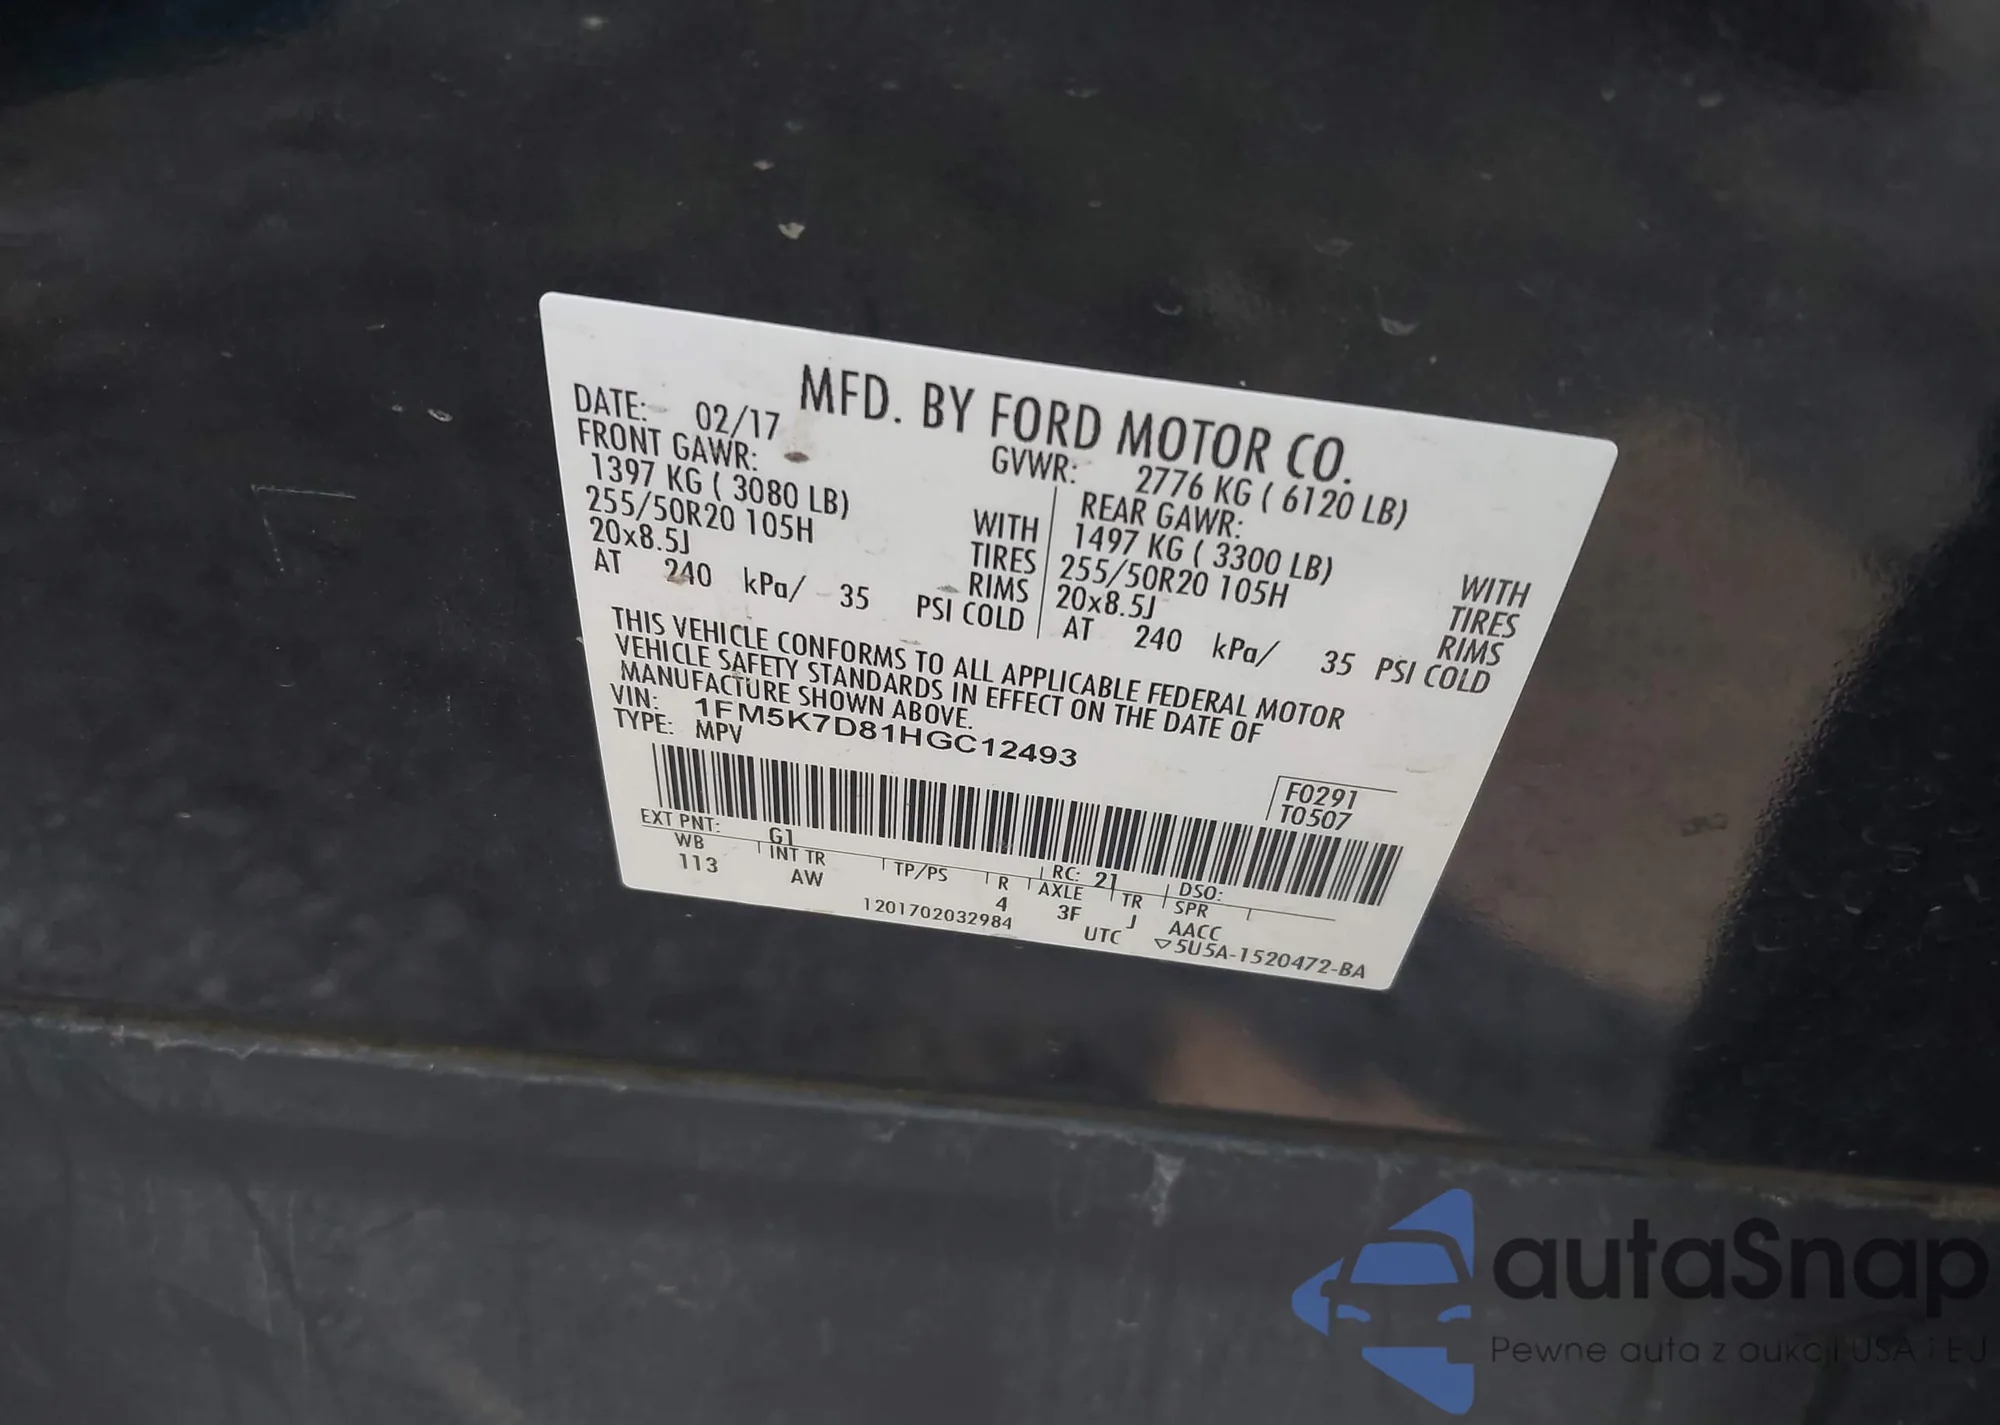 MFD. BY FORD MOTOR CO.
DATE: 02/17 GVWR: 2776 KG ( 6120 LB)
FRONT GAWR: REAR GAWR:
1397 KG ( 3080 LB) WITH 1497 KG ( 3300 LB) WITH
255/50R20 105H TIRES 255/50R20 105H TIRES
20x8.5J RIMS 20x8.5J RIMS
AT 240 kPa/ 35 PSI COLD AT 240 kPa/ 35 PSI COLD
THIS VEHICLE CONFORMS TO ALL APPLICABLE FEDERAL MOTOR
VEHICLE SAFETY STANDARDS IN EFFECT ON THE DATE OF
MANUFACTURE SHOWN ABOVE.
VIN: 1FM5K7D81HGC12493
TYPE: MPV
F0291
T0507
EXT PNT: G1 RC: 21 DSO:
WB INT TR TP/PS R AXLE TR SPR
113 AW 4 3F J AACC
1201702032984 UTC ▽5U5A-1520472-BA
autaSnap
Pewne auta z aukcji USA i EU